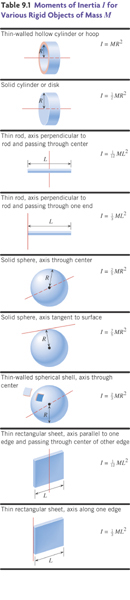 Table 9.1 Moments of Inertia I for
Various Rigid Objects of Mass M
Thin-walled hollow cylinder or hoop
R
I = MR²
Solid cylinder or disk
R
I = ½MR²
Thin rod, axis perpendicular to
rod and passing through center
L
I = 1/12 ML²
Thin rod, axis perpendicular to
rod and passing through one end
L
I = ⅓ML²
Solid sphere, axis through center
R
I = ⅖MR²
Solid sphere, axis tangent to surface
R
I = 7/5 MR²
Thin-walled spherical shell, axis through
center
R
I = ⅔MR²
Thin rectangular sheet, axis parallel to one
edge and passing through center of other edge
I = 1/12 ML²
L
Thin rectangular sheet, axis along one
edge
I = ⅓ML²
L